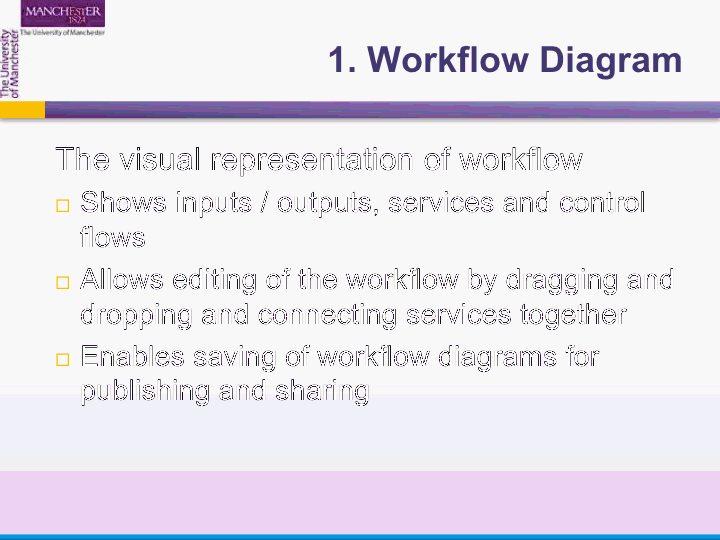 MANCHESTER
1824
The University of Manchester
The University
of Manchester
1. Workflow Diagram
The visual representation of workflow
Shows inputs / outputs, services and control
flows
Allows editing of the workflow by dragging and
dropping and connecting services together
Enables saving of workflow diagrams for
publishing and sharing